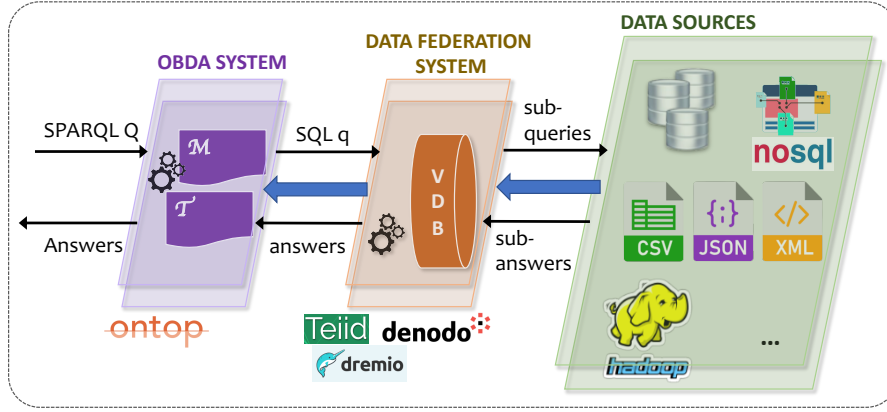 OBDA SYSTEM
DATA FEDERATION
SYSTEM
DATA SOURCES
SPARQL Q
M
SQL q
sub-
queries
T
V
D
B
Answers
answers
sub-
answers
nosql
CSV
{;}
JSON
</>
XML
ontop
Teiid
denodo
dremio
hadoop
...